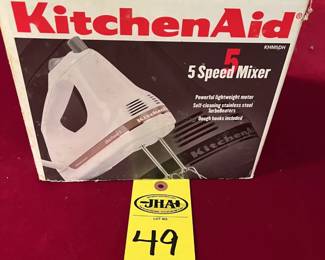 KitchenAid®
KHM5DH
5
5 Speed Mixer
Powerful lightweight motor
Self-cleaning stainless steel
TurboBeaters
Dough hooks included
KitchenAid
JHA
LOT NO.
49